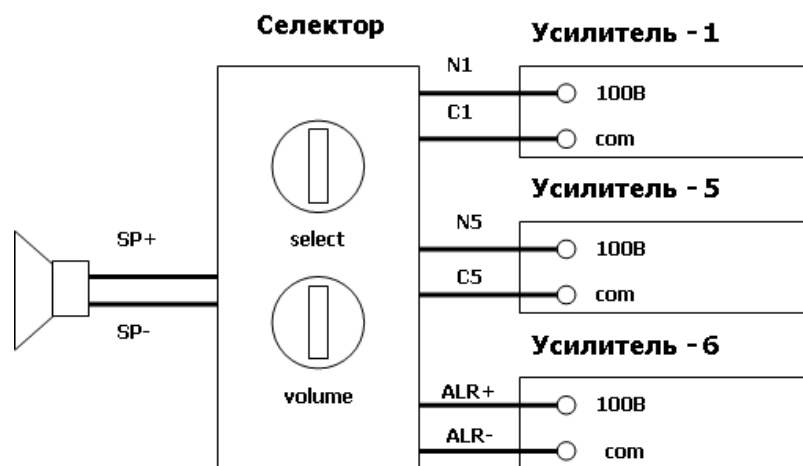 Селектор
Усилитель - 1
N1
100В
C1
com
select
Усилитель - 5
SP+
N5
100В
C5
com
SP-
volume
Усилитель - 6
ALR+
100В
ALR-
com